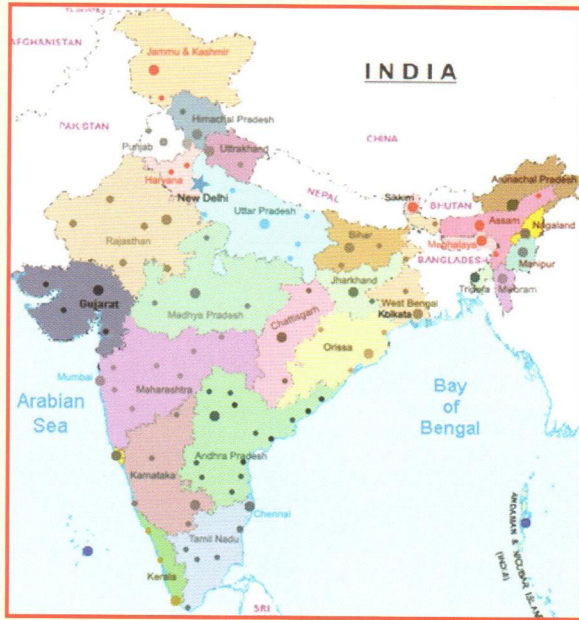 AFGHANISTAN
Jammu & Kashmir
INDIA
PAKISTAN
Himachal Pradesh
Punjab
Uttrakhand
CHINA
Haryana
New Delhi
NEPAL
Sikkim
BHUTAN
Arunachal Pradesh
Rajasthan
Uttar Pradesh
Bihar
Assam
Nagaland
Meghalaya
BANGLADES
Manipur
Jharkhand
Tripura
Mizoram
Gujarat
Madhya Pradesh
Chattisgarh
West Bengal
Kolkata
Orissa
Mumbai
Maharashtra
Arabian
Sea
Bay
of
Bengal
Andhra Pradesh
Karnataka
Chennai
Tamil Nadu
Kerala
ANDAMAN & NICOBAR ISLAN
(INDIA)
SRI